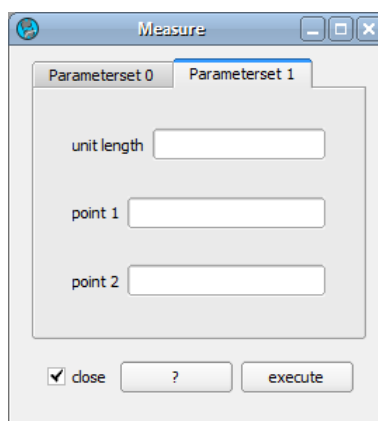 Measure
Parameterset 0 Parameterset 1
unit length
point 1
point 2
close ? execute